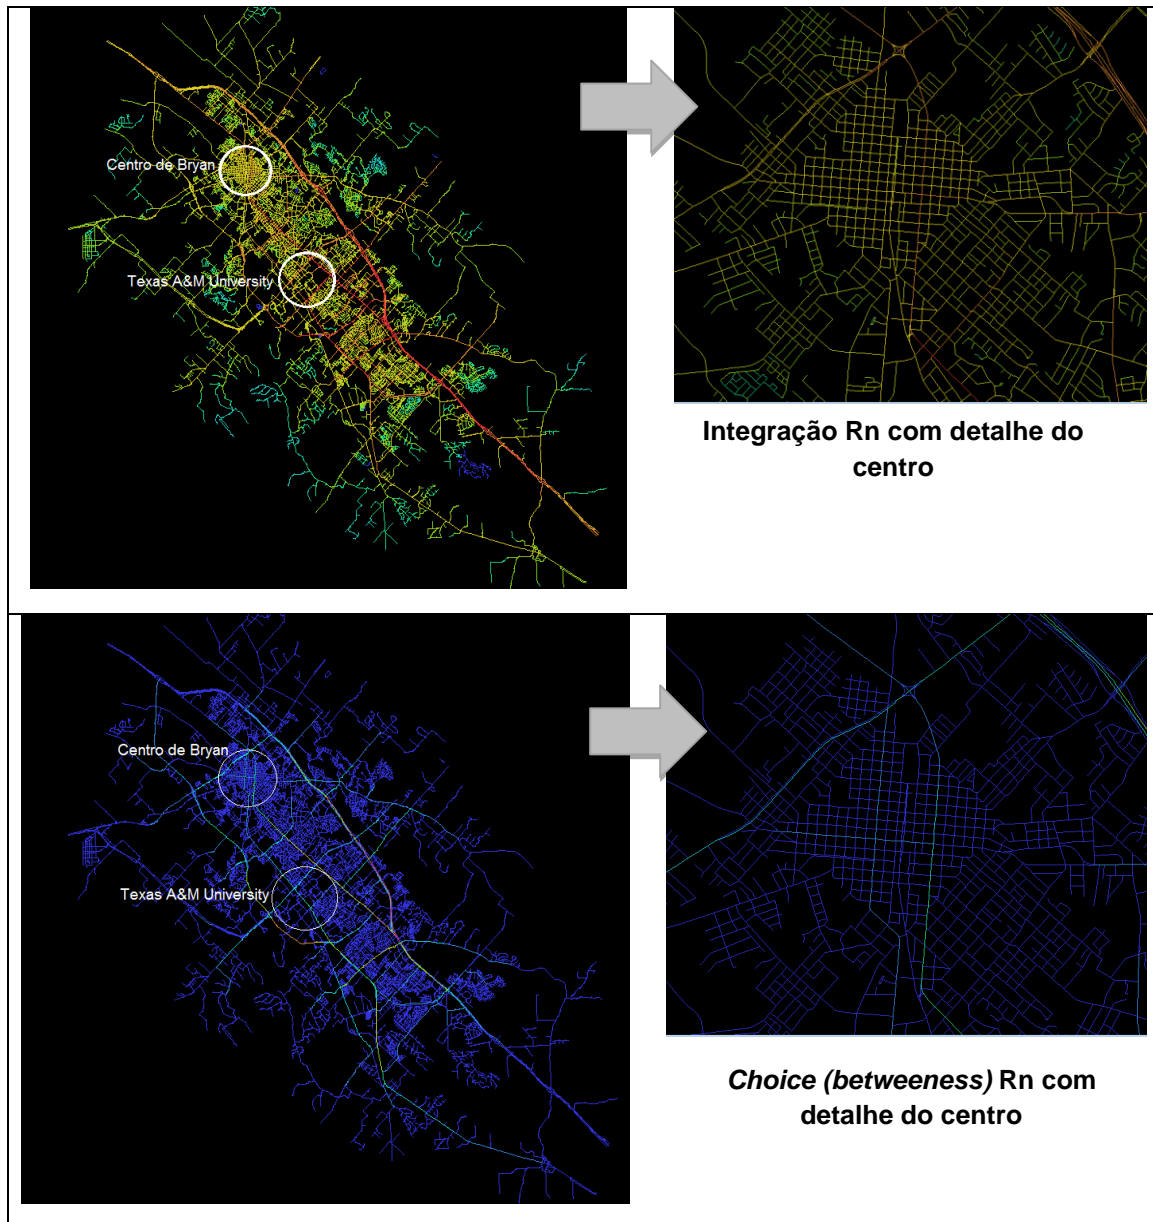 Centro de Bryan
Texas A&M University
Integração Rn com detalhe do
centro
Centro de Bryan
Texas A&M University
Choice (betweeness) Rn com
detalhe do centro